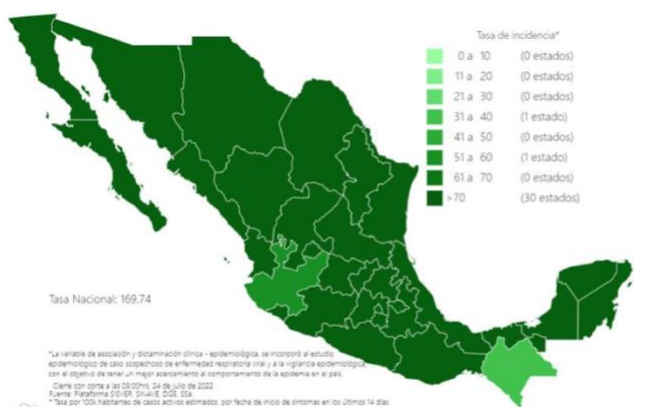 Tasa de incidencia*
0 a 10 (0 estados)
11 a 20 (0 estados)
21 a 30 (0 estados)
31 a 40 (1 estado)
41 a 50 (0 estados)
51 a 60 (1 estado)
61 a 70 (0 estados)
>70 (30 estados)
Tasa Nacional: 169.74
*La variable de asociación y dictaminación clínica - epidemiológica, se incorporó al estudio
epidemiológico de caso sospechoso de enfermedad respiratoria viral y a la vigilancia epidemiológica,
con el objetivo de tener un mejor acercamiento al comportamiento de la epidemia en el país.
Cierre con corte a las 09:00hrs, 24 de julio de 2022
Fuente: Plataforma SISVER, SINAVE, DGE, SSa.
* Tasa por 100k habitantes de casos activos estimados, por fecha de inicio de síntomas en los últimos 14 días.